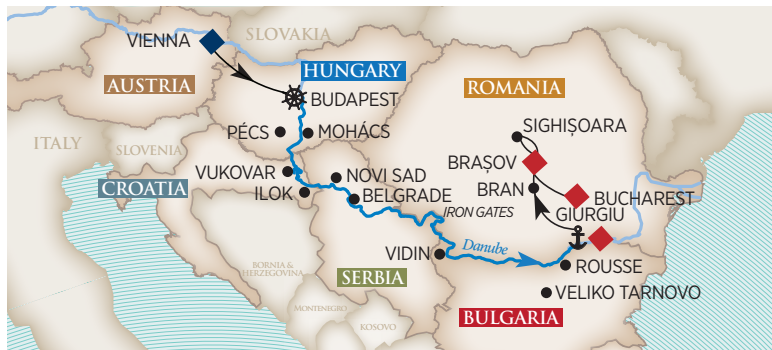 SLOVAKIA
VIENNA
HUNGARY
AUSTRIA
ROMANIA
BUDAPEST
SIGHIȘOARA
PÉCS
MOHÁCS
ITALY
SLOVENIA
BRAȘOV
VUKOVAR
NOVI SAD
CROATIA
BRAN
ILOK
BELGRADE
BUCHAREST
IRON GATES
GIURGIU
VIDIN
Danube
BORNIA &
HERZEGOVINA
SERBIA
ROUSSE
VELIKO TARNOVO
MONTENEGRO
BULGARIA
KOSOVO